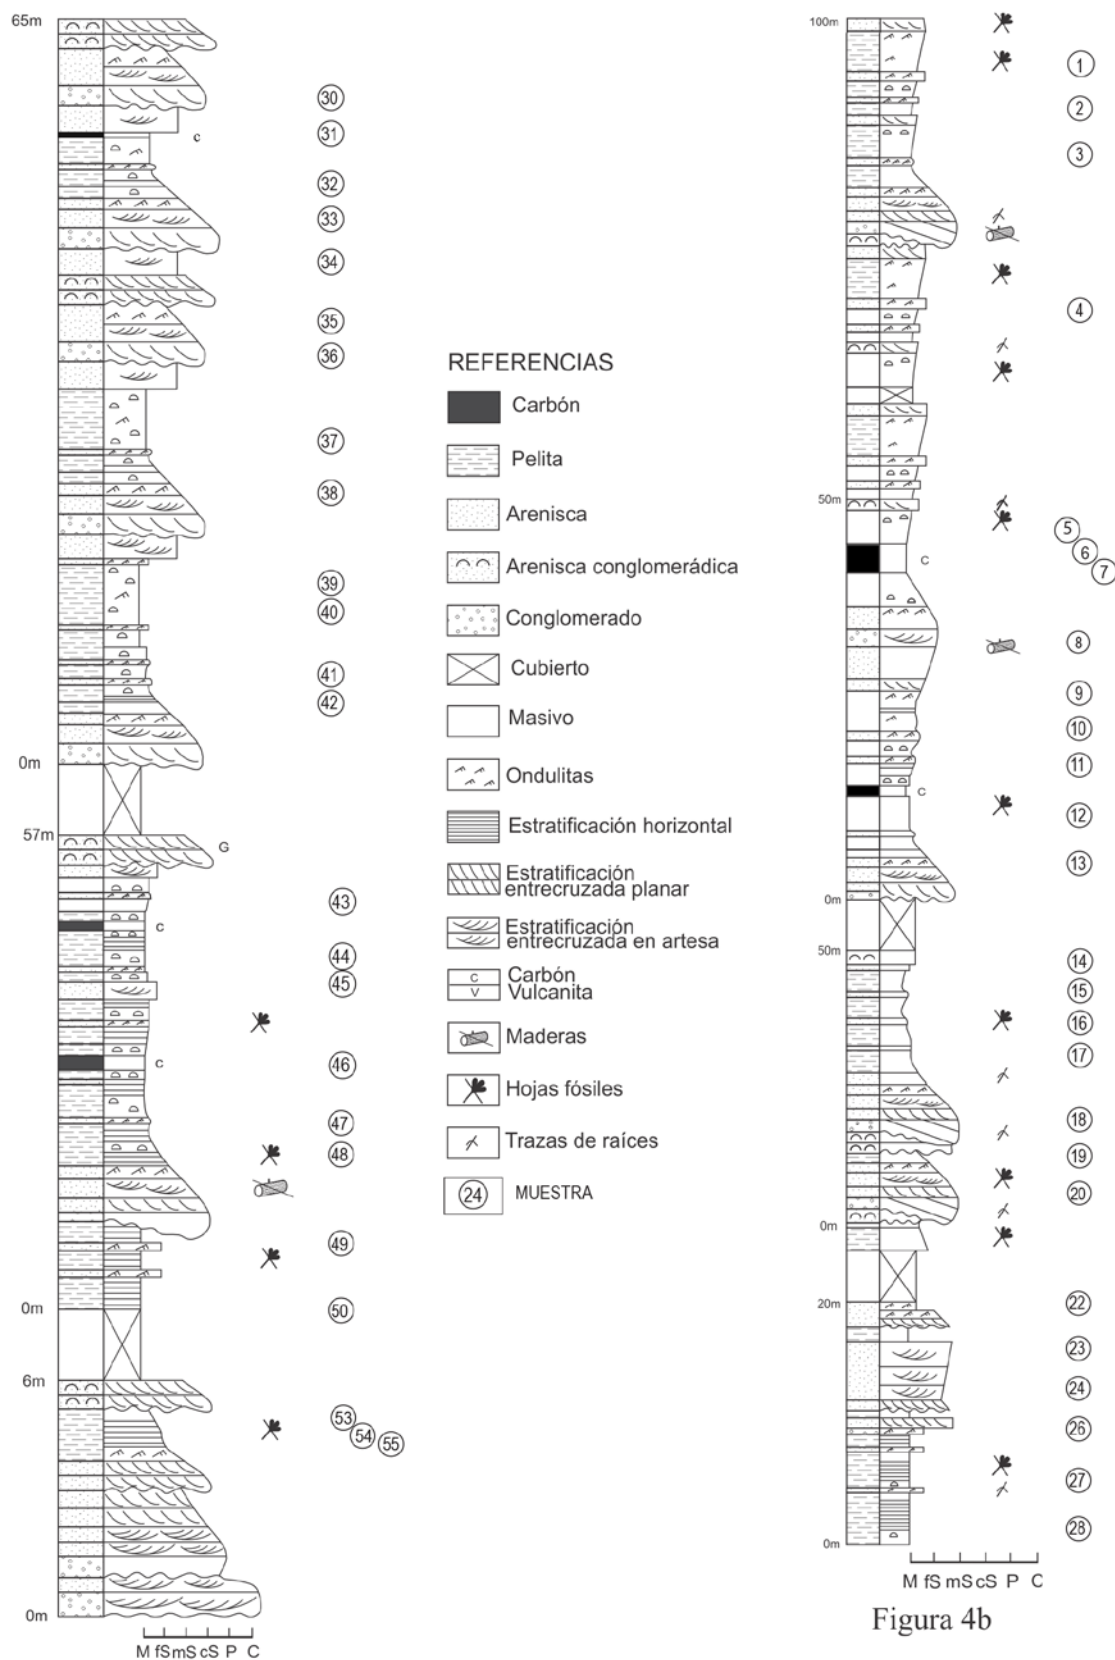 65m
30
31
c
32
33
34
35
36
37
38
39
40
41
42
0m
57m
G
43
c
44
45
c
46
47
48
49
0m
50
6m
53
54
55
0m
M fS mS cS P C
REFERENCIAS
Carbón
Pelita
Arenisca
Arenisca conglomerádica
Conglomerado
Cubierto
Masivo
Ondulitas
Estratificación horizontal
Estratificación
entrecruzada planar
Estratificación
entrecruzada en artesa
C Carbón
V Vulcanita
Maderas
Hojas fósiles
Trazas de raíces
24 MUESTRA
100m
1
2
3
4
50m
5
6
C
7
8
9
10
11
C
12
13
0m
50m
14
15
16
17
18
19
20
0m
20m
22
23
24
26
27
28
0m
M fS mS cS P C
Figura 4b